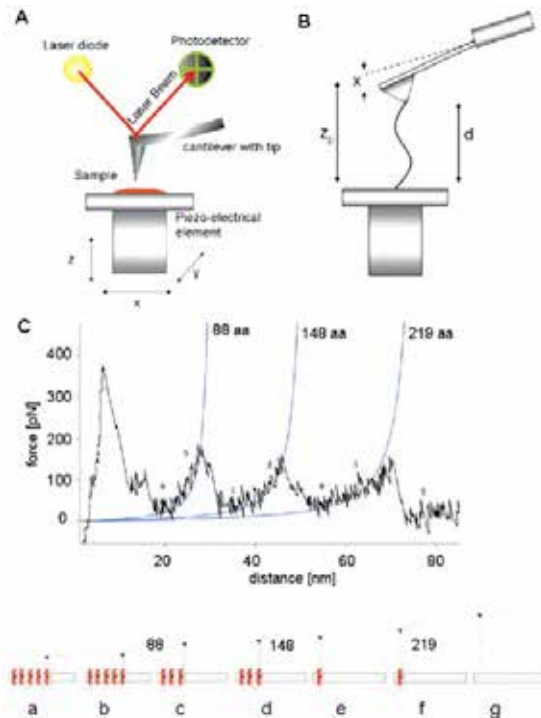 A
Laser diode
Photodetector
Laser Beam
cantilever with tip
Sample
Piezo-electrical
element
z
y
x
B
x
d
C
88 aa
148 aa
219 aa
force [pN]
400
300
200
100
0
20
40
60
80
distance [nm]
88
148
219
a
b
c
d
e
f
g